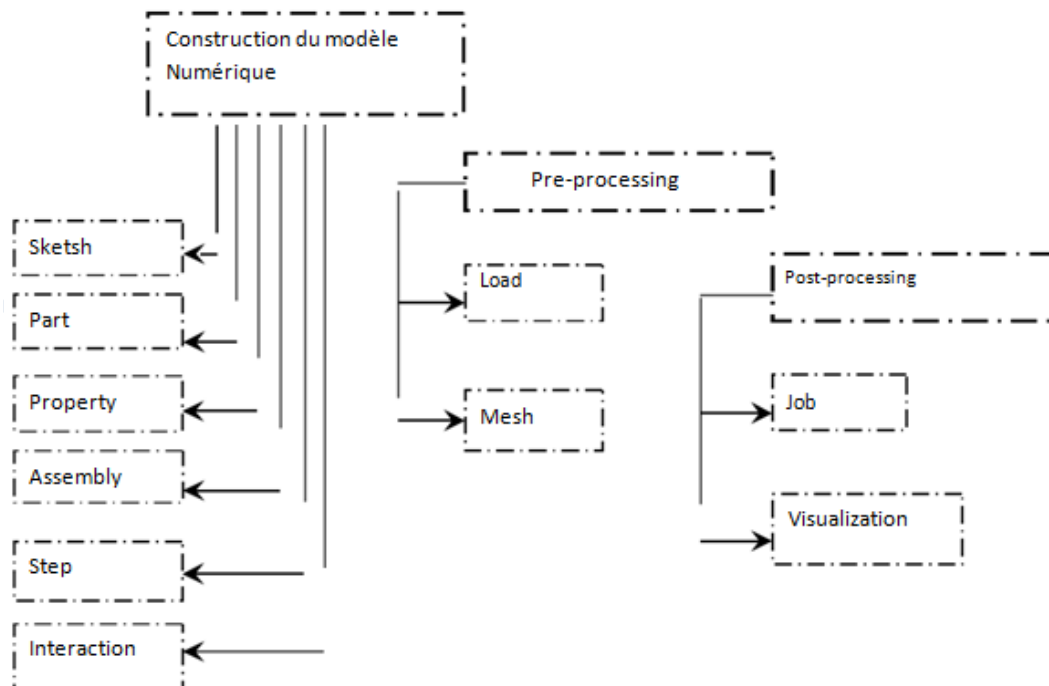 Construction du modèle
Numérique
Sketsh
Part
Property
Assembly
Step
Interaction
Pre-processing
Load
Mesh
Post-processing
Job
Visualization